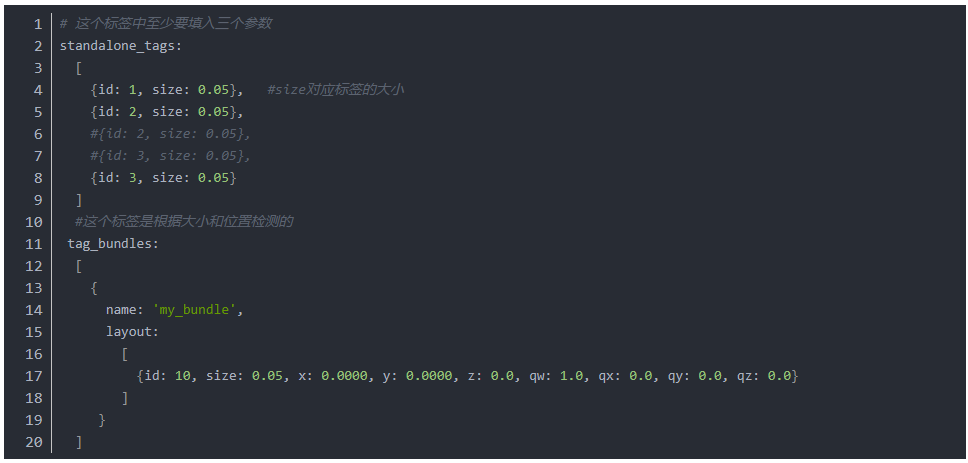 1 # 这个标签中至少要填入三个参数
2 standalone_tags:
3 [
4 {id: 1, size: 0.05}, #size对应标签的大小
5 {id: 2, size: 0.05},
6 #{id: 2, size: 0.05},
7 #{id: 3, size: 0.05},
8 {id: 3, size: 0.05}
9 ]
10 #这个标签是根据大小和位置检测的
11 tag_bundles:
12 [
13 {
14 name: 'my_bundle',
15 layout:
16 [
17 {id: 10, size: 0.05, x: 0.0000, y: 0.0000, z: 0.0, qw: 1.0, qx: 0.0, qy: 0.0, qz: 0.0}
18 ]
19 }
20 ]